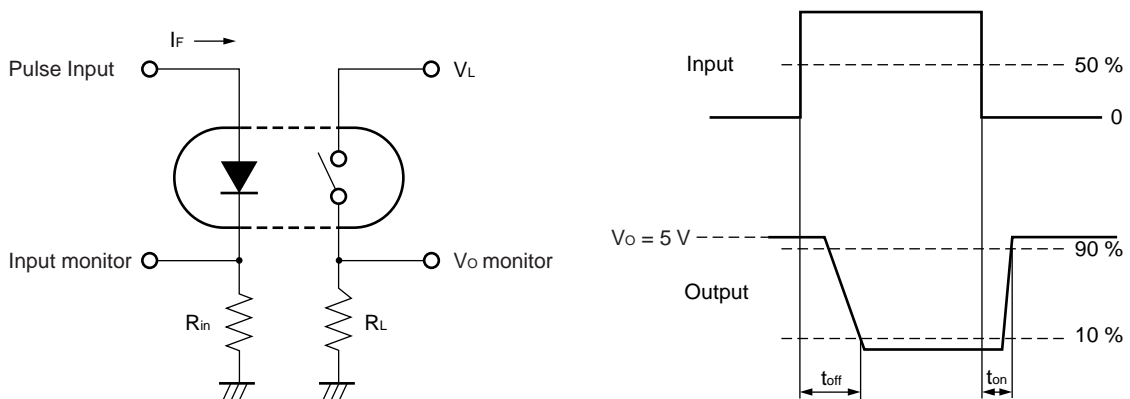 IF
Pulse Input
VL
Input monitor
VO monitor
Rin
RL
Input
50 %
0
VO = 5 V
90 %
Output
10 %
toff
ton